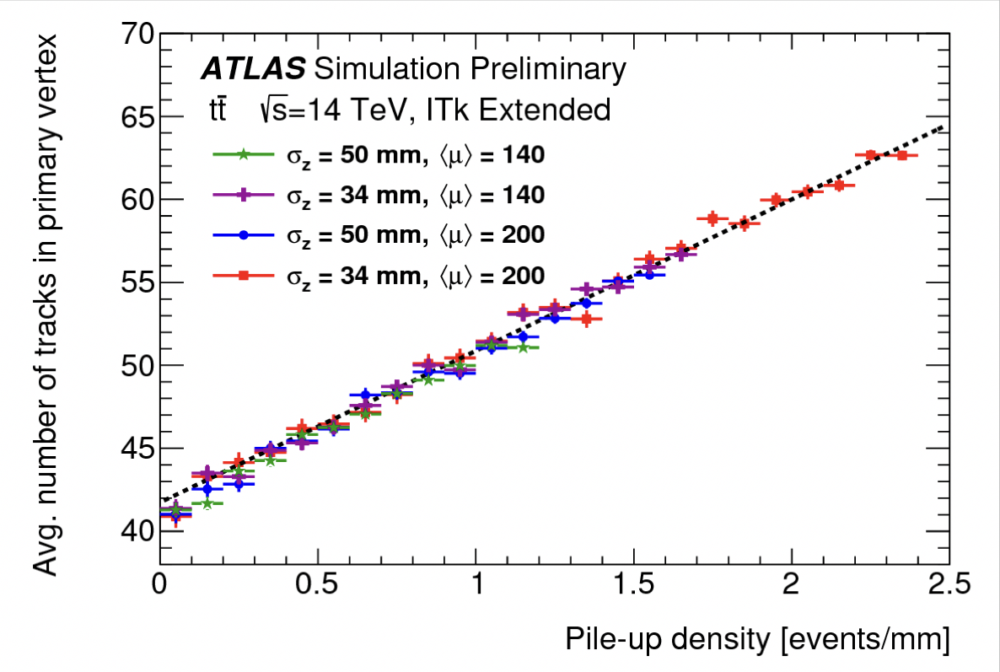 Avg. number of tracks in primary vertex
70
65
60
55
50
45
40
ATLAS Simulation Preliminary
tt̄ √s=14 TeV, ITk Extended
σz = 50 mm, ⟨μ⟩ = 140
σz = 34 mm, ⟨μ⟩ = 140
σz = 50 mm, ⟨μ⟩ = 200
σz = 34 mm, ⟨μ⟩ = 200
0 0.5 1 1.5 2 2.5
Pile-up density [events/mm]